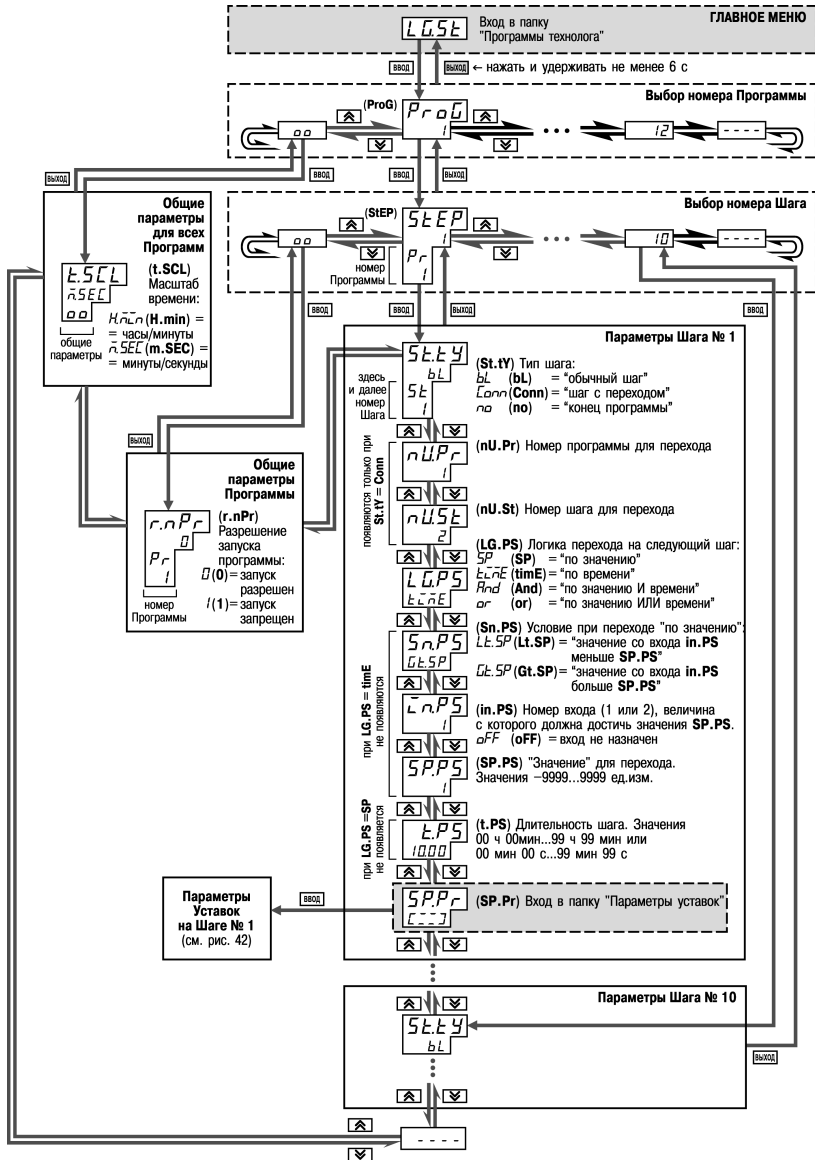 ГЛАВНОЕ МЕНЮ
LG.St
Вход в папку
"Программы технолога"
ввод
выход ← нажать и удерживать не менее 6 с
Выбор номера Программы
(ProG)
ProG
1
oo
• • •
12
- - - -
выход
ввод
ввод
выход
Выбор номера Шага
(StEP)
StEP
1
Pr
1
номер
Программы
oo
• • •
10
- - - -
ввод
ввод
выход
ввод
Общие
параметры
для всех
Программ
t.SCL
m.SEC
oo
общие
параметры
(t.SCL)
Масштаб
времени:
H.min (H.min) =
= часы/минуты
m.SEC (m.SEC) =
= минуты/секунды
выход
Общие
параметры
Программы
r.nPr
0
Pr
1
номер
Программы
(r.nPr)
Разрешение
запуска
программы:
0 (0) = запуск
разрешен
1 (1) = запуск
запрещен
Параметры Шага № 1
St.tY
bL
St
1
здесь
и далее
номер
Шага
(St.tY) Тип шага:
bL (bL) = "обычный шаг"
Conn (Conn) = "шаг с переходом"
no (no) = "конец программы"
появляются только при
St.tY = Conn
nU.Pr
1
(nU.Pr) Номер программы для перехода
nU.St
2
(nU.St) Номер шага для перехода
LG.PS
timE
(LG.PS) Логика перехода на следующий шаг:
SP (SP) = "по значению"
timE (timE) = "по времени"
And (And) = "по значению И времени"
or (or) = "по значению ИЛИ времени"
при LG.PS = timE
не появляются
Sn.PS
Gt.SP
(Sn.PS) Условие при переходе "по значению":
Lt.SP (Lt.SP) = "значение со входа in.PS
меньше SP.PS"
Gt.SP (Gt.SP) = "значение со входа in.PS
больше SP.PS"
in.PS
1
(in.PS) Номер входа (1 или 2), величина
с которого должна достичь значения SP.PS.
oFF (oFF) = вход не назначен
SP.PS
1
(SP.PS) "Значение" для перехода.
Значения –9999...9999 ед.изм.
при LG.PS =SP
не появляется
t.PS
10.00
(t.PS) Длительность шага. Значения
00 ч 00мин...99 ч 99 мин или
00 мин 00 с...99 мин 99 с
SP.Pr
[---]
(SP.Pr) Вход в папку "Параметры уставок"
ввод
Параметры
Уставок
на Шаге № 1
(см. рис. 42)
Параметры Шага № 10
St.tY
bL
выход
- - - -